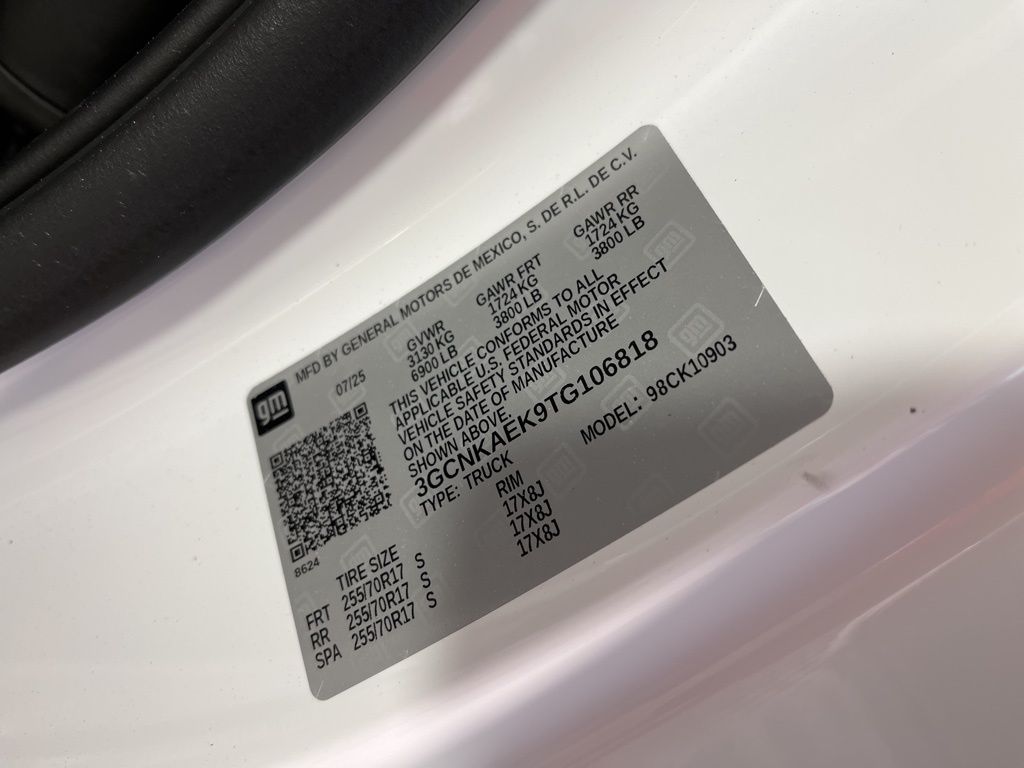 gm
MFD BY GENERAL MOTORS DE MEXICO, S. DE R.L. DE C.V.
07/25
GVWR GAWR FRT GAWR RR
3130 KG 1724 KG 1724 KG
6900 LB 3800 LB 3800 LB
THIS VEHICLE CONFORMS TO ALL
APPLICABLE U.S. FEDERAL MOTOR
VEHICLE SAFETY STANDARDS IN EFFECT
ON THE DATE OF MANUFACTURE
SHOWN ABOVE.
3GCNKAEK9TG106818
TYPE: TRUCK MODEL: 98CK10903
8624
TIRE SIZE RIM
FRT 255/70R17 S 17X8J
RR 255/70R17 S 17X8J
SPA 255/70R17 S 17X8J